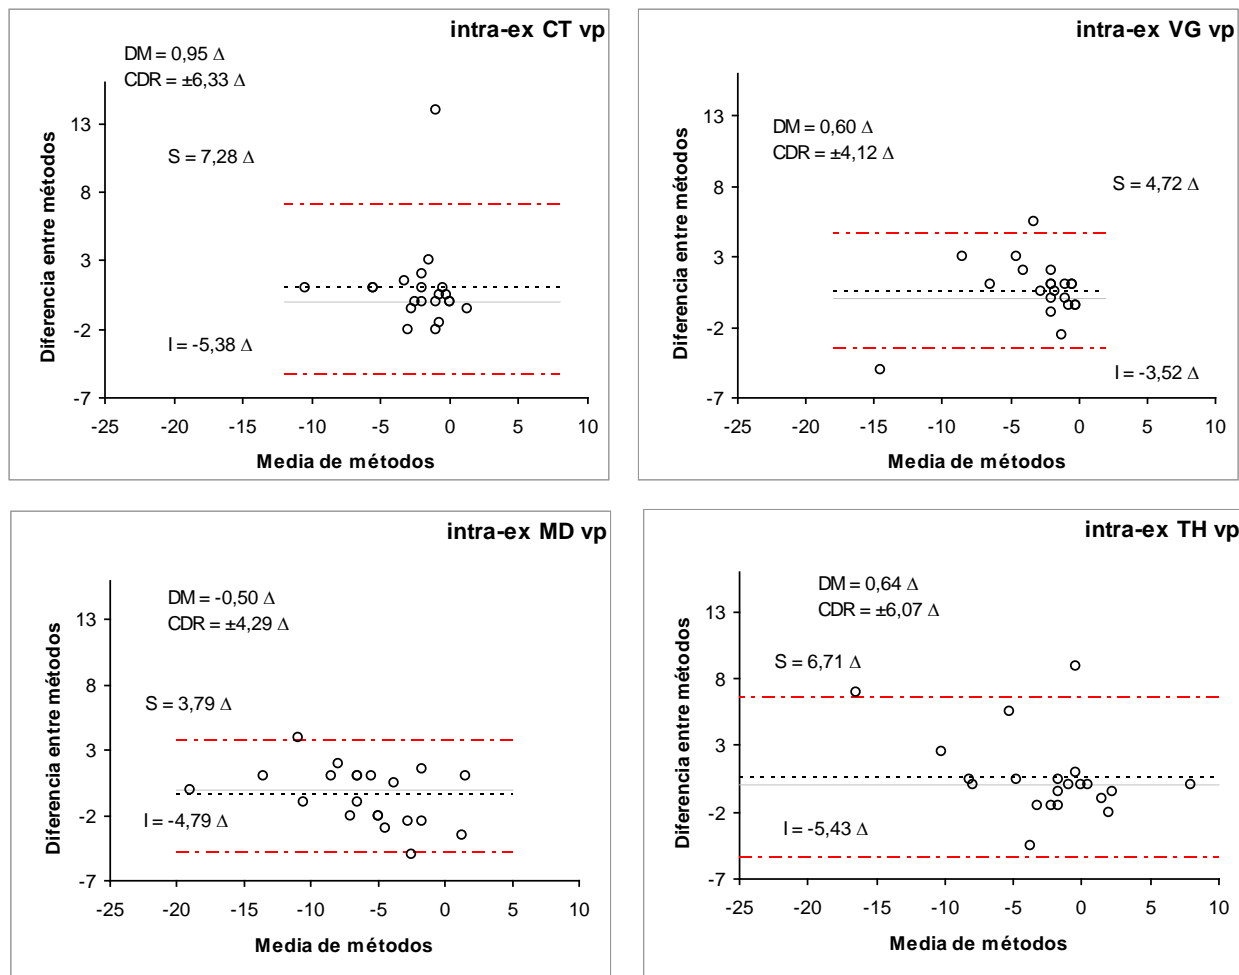 intra-ex CT vp
DM = 0,95 Δ
CDR = ±6,33 Δ
S = 7,28 Δ
I = -5,38 Δ
Diferencia entre métodos
13
8
3
-2
-7
-25 -20 -15 -10 -5 0 5 10
Media de métodos
intra-ex VG vp
DM = 0,60 Δ
CDR = ±4,12 Δ
S = 4,72 Δ
I = -3,52 Δ
Diferencia entre métodos
13
8
3
-2
-7
-25 -20 -15 -10 -5 0 5 10
Media de métodos
intra-ex MD vp
DM = -0,50 Δ
CDR = ±4,29 Δ
S = 3,79 Δ
I = -4,79 Δ
Diferencia entre métodos
13
8
3
-2
-7
-25 -20 -15 -10 -5 0 5 10
Media de métodos
intra-ex TH vp
DM = 0,64 Δ
CDR = ±6,07 Δ
S = 6,71 Δ
I = -5,43 Δ
Diferencia entre métodos
13
8
3
-2
-7
-25 -20 -15 -10 -5 0 5 10
Media de métodos